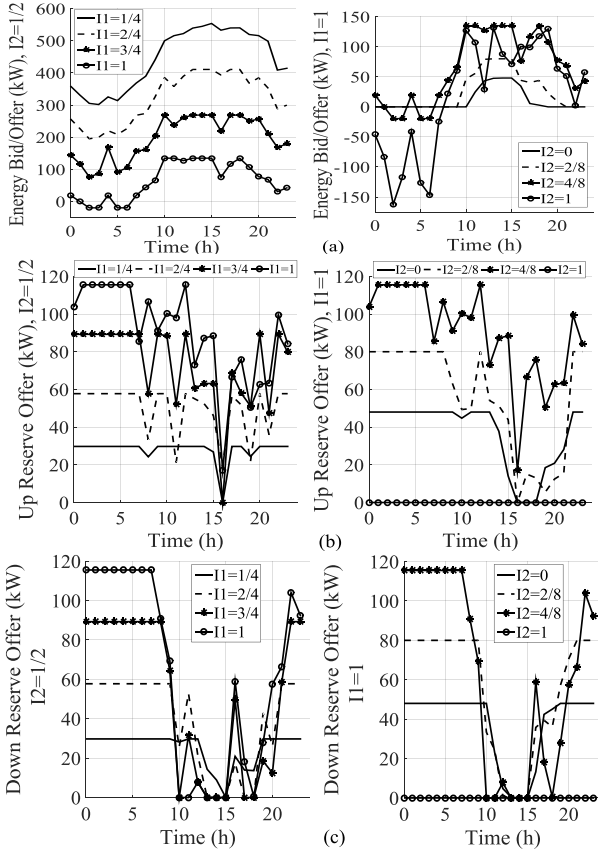 Energy Bid/Offer (kW), I2=1/2
600
500
400
300
200
100
0
I1=1/4
I1=2/4
I1=3/4
I1=1
0 5 10 15 20
Time (h)
Energy Bid/Offer (kW), I1=1
150
100
50
0
-50
-100
-150
I2=0
I2=2/8
I2=4/8
I2=1
0 5 10 15 20
Time (h)
(a)
Up Reserve Offer (kW), I2=1/2
I1=1/4 I1=2/4 I1=3/4 I1=1
120
100
80
60
40
20
0
0 5 10 15 20
Time (h)
Up Reserve Offer (kW), I1=1
I2=0 I2=2/8 I2=4/8 I2=1
120
100
80
60
40
20
0
0 5 10 15 20
Time (h)
(b)
Down Reserve Offer (kW)
I2=1/2
120
100
80
60
40
20
0
I1=1/4
I1=2/4
I1=3/4
I1=1
0 5 10 15 20
Time (h)
Down Reserve Offer (kW)
I1=1
120
100
80
60
40
20
0
I2=0
I2=2/8
I2=4/8
I2=1
0 5 10 15 20
Time (h)
(c)